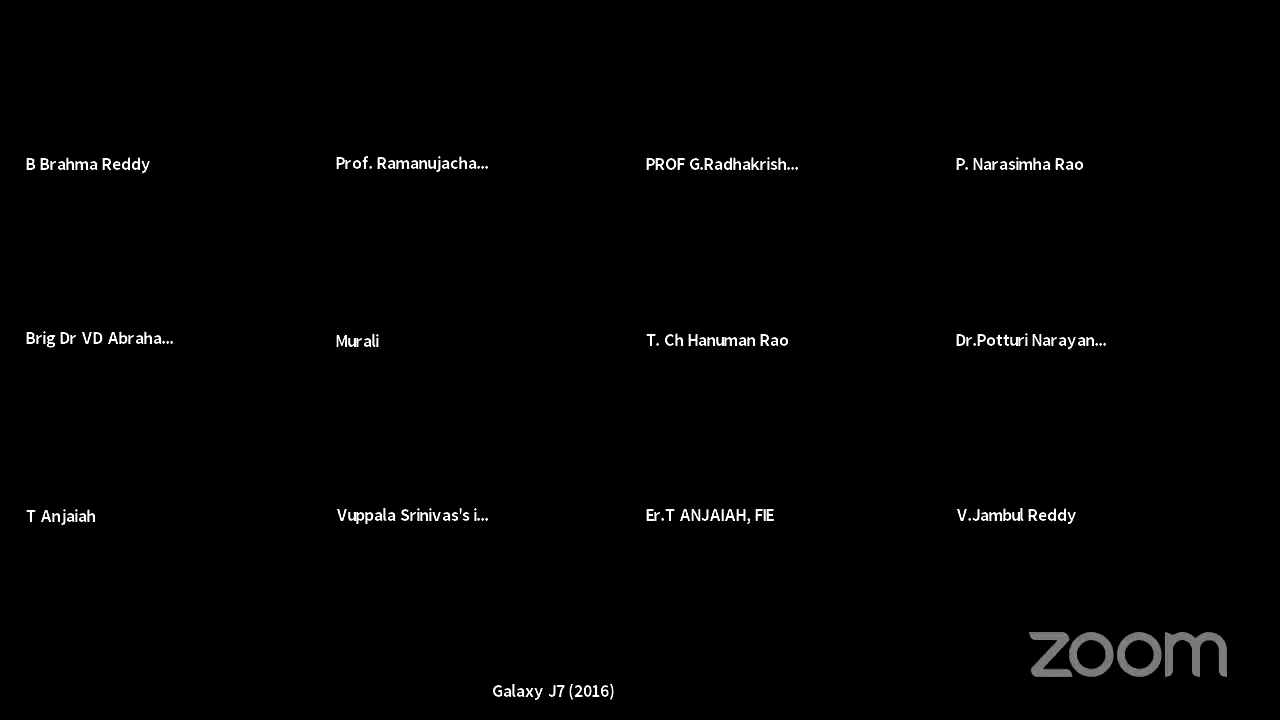 B Brahma Reddy
Prof. Ramanujacha...
PROF G.Radhakrish...
P. Narasimha Rao
Brig Dr VD Abraha...
Murali
T. Ch Hanuman Rao
Dr.Potturi Narayan...
T Anjaiah
Vuppala Srinivas's i...
Er.T ANJAIAH, FIE
V.Jambul Reddy
zoom
Galaxy J7 (2016)